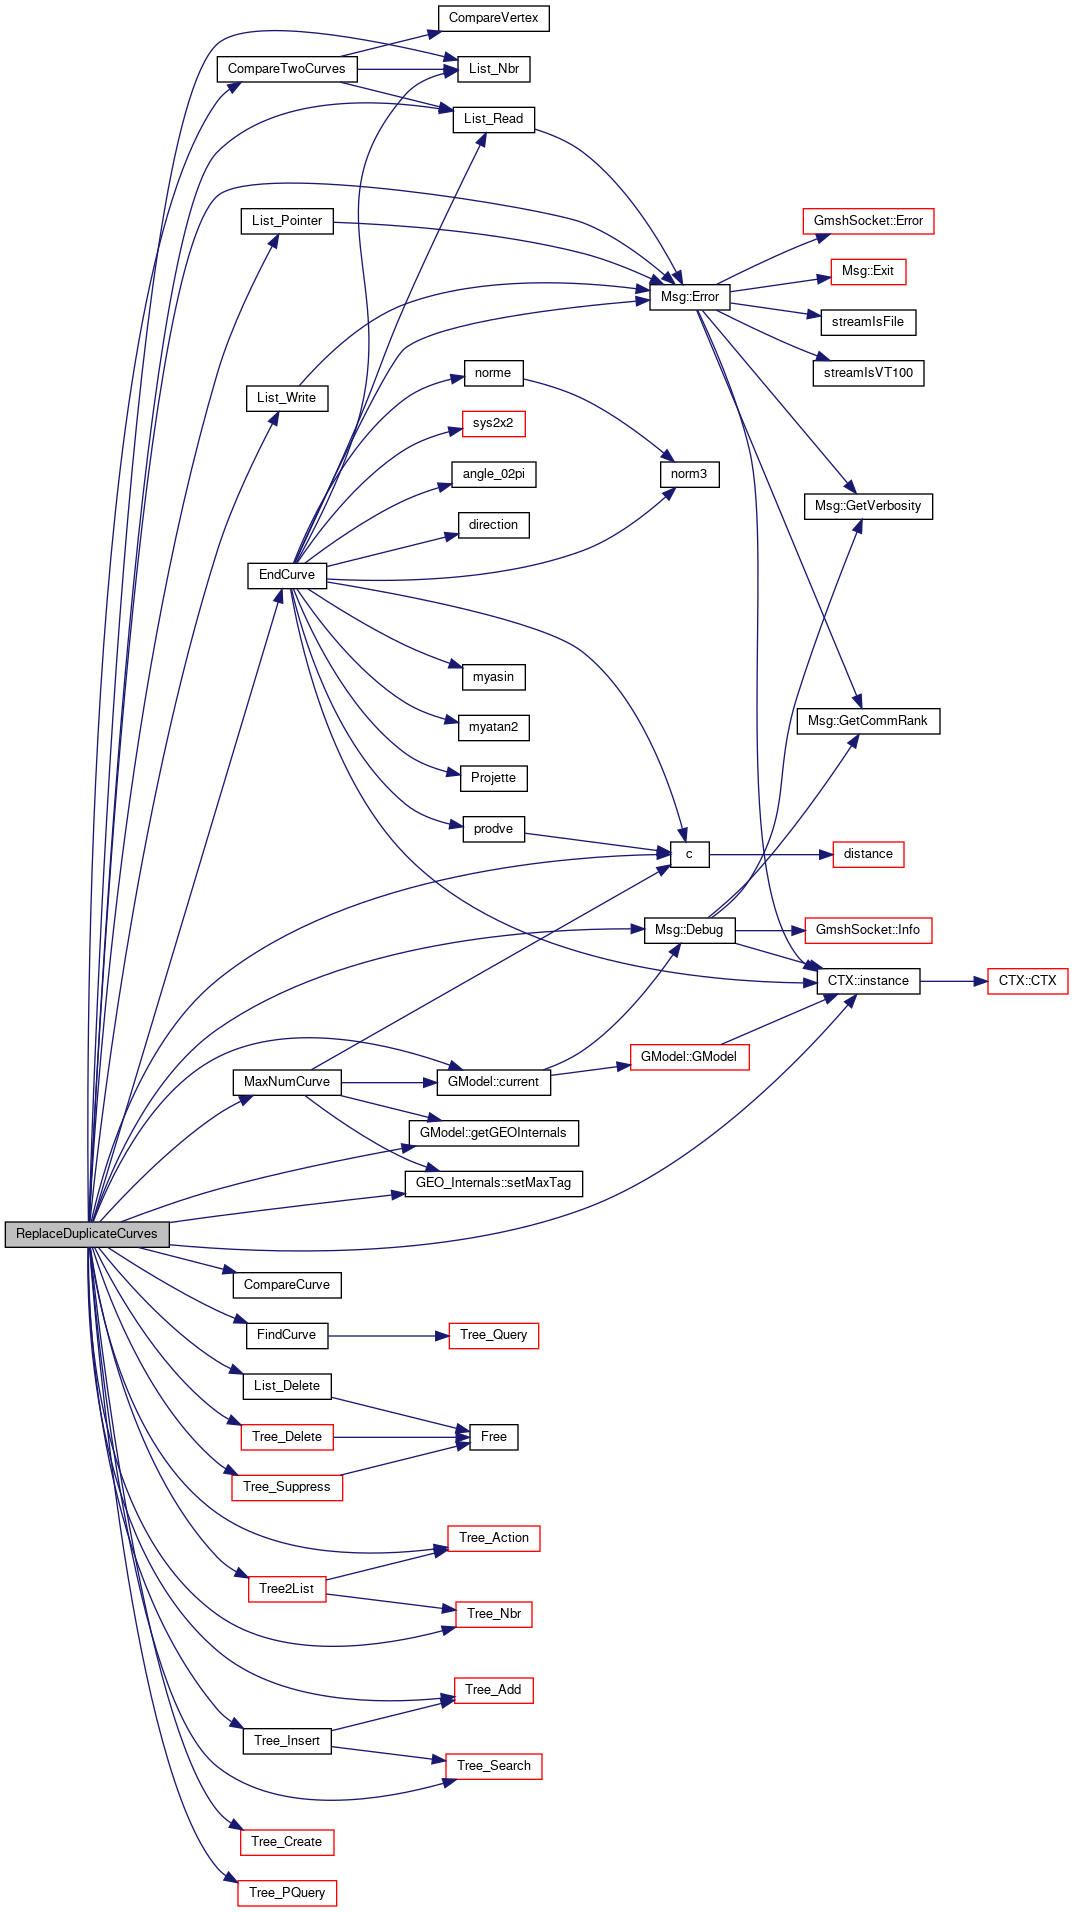 CompareVertex
CompareTwoCurves
List_Nbr
List_Read
List_Pointer
GmshSocket::Error
Msg::Exit
Msg::Error
streamIsFile
streamIsVT100
norme
List_Write
sys2x2
angle_02pi
norm3
Msg::GetVerbosity
direction
EndCurve
myasin
myatan2
Msg::GetCommRank
Projette
prodve
c
distance
Msg::Debug
GmshSocket::Info
CTX::instance
CTX::CTX
GModel::GModel
MaxNumCurve
GModel::current
GModel::getGEOInternals
GEO_Internals::setMaxTag
ReplaceDuplicateCurves
CompareCurve
FindCurve
Tree_Query
List_Delete
Tree_Delete
Free
Tree_Suppress
Tree_Action
Tree2List
Tree_Nbr
Tree_Add
Tree_Insert
Tree_Search
Tree_Create
Tree_PQuery